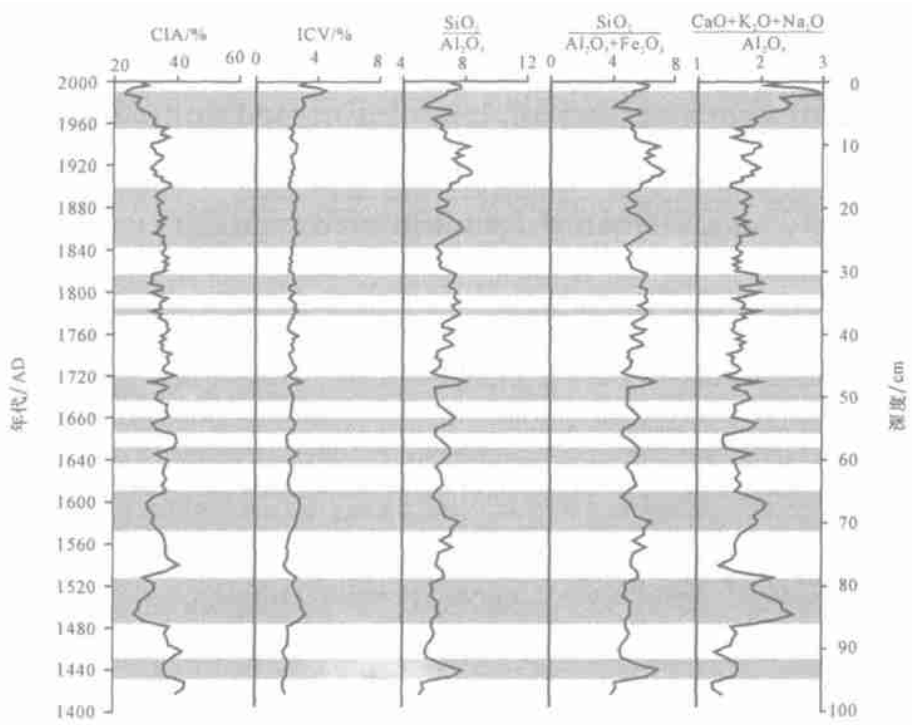 CIA/%
ICV/%
SiO₂
Al₂O₃
SiO₂
Al₂O₃+Fe₂O₃
CaO+K₂O+Na₂O
Al₂O₃
20 40 60
0 4 8
4 8 12
0 4 8
1 2 3
2000
1960
1920
1880
1840
1800
1760
1720
1680
1640
1600
1560
1520
1480
1440
1400
年代/AD
0
10
20
30
40
50
60
70
80
90
100
深度/cm